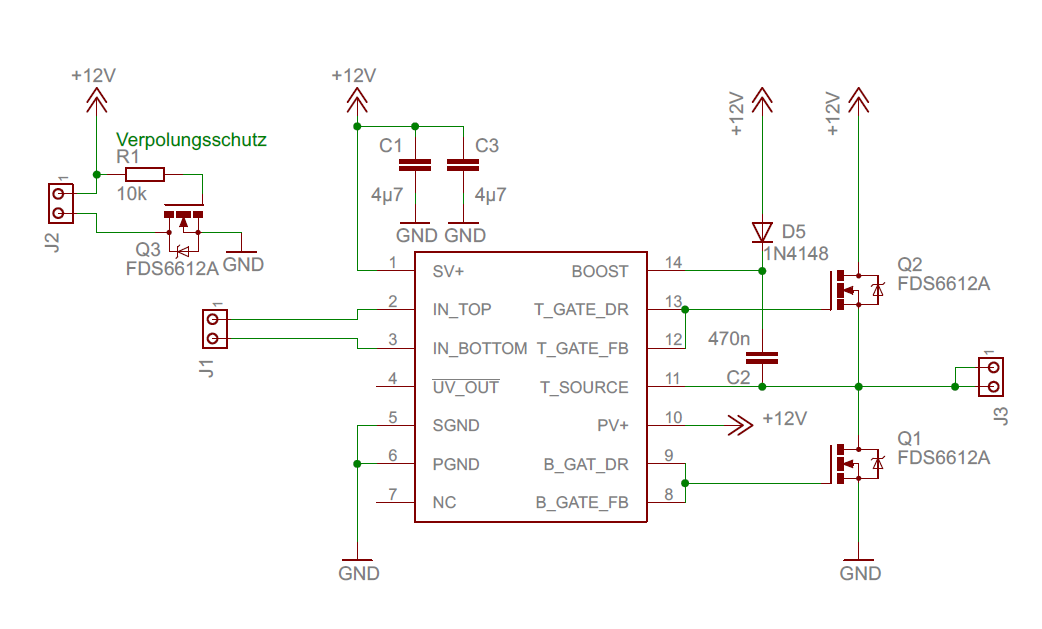 +12V
+12V
+12V
+12V
Verpolungsschutz
R1
10k
1
J2
Q3
FDS6612A
GND
C1
4µ7
C3
4µ7
GND
GND
D5
1N4148
1
J1
1
SV+
2
IN_TOP
3
IN_BOTTOM
4
UV_OUT
5
SGND
6
PGND
7
NC
BOOST
14
T_GATE_DR
13
T_GATE_FB
12
T_SOURCE
11
PV+
10
B_GAT_DR
9
B_GATE_FB
8
470n
C2
+12V
Q2
FDS6612A
1
J3
Q1
FDS6612A
GND
GND